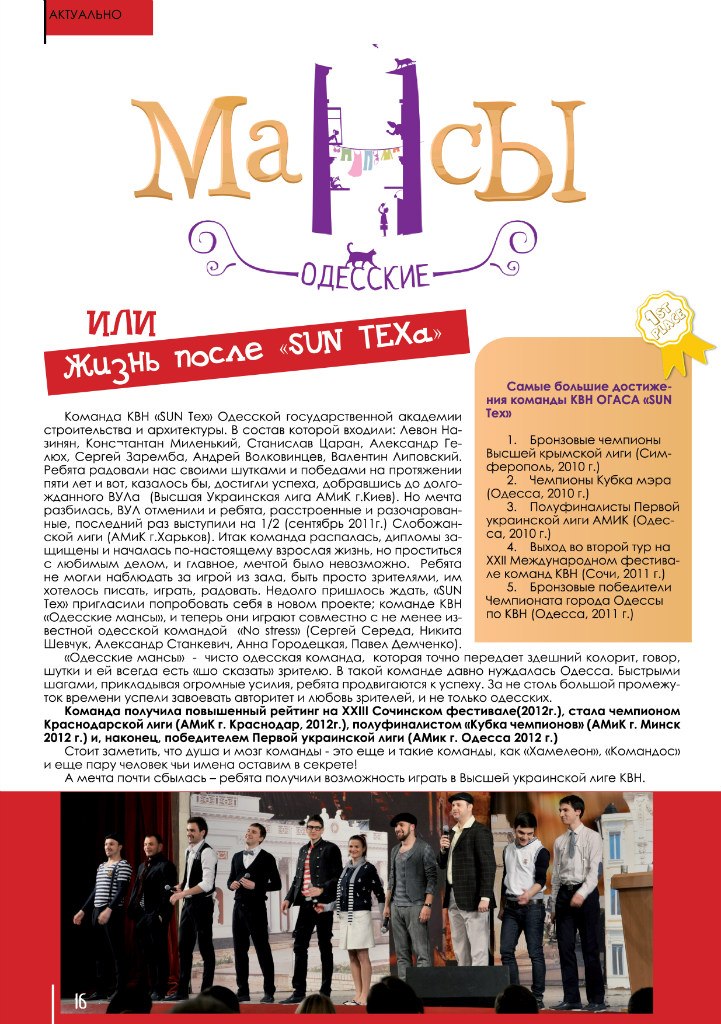 АКТУАЛЬНО
МаНсЫ
ОДЕССКИЕ
ИЛИ
Жизнь после «SUN TEXа»
1ST
PLACE
Команда КВН «SUN Тех» Одесской государственной академии
строительства и архитектуры. В состав которой входили: Левон На-
зинян, Константан Миленький, Станислав Царан, Александр Ге-
люх, Сергей Заремба, Андрей Волковинцев, Валентин Липовский.
Ребята радовали нас своими шутками и победами на протяжении
пяти лет и вот, казалось бы, достигли успеха, добравшись до долго-
жданного ВУЛа (Высшая Украинская лига АМиК г.Киев). Но мечта
разбилась, ВУЛ отменили и ребята, расстроенные и разочарован-
ные, последний раз выступили на 1/2 (сентябрь 2011г.) Слобожан-
ской лиги (АМиК г.Харьков). Итак команда распалась, дипломы за-
щищены и началась по-настоящему взрослая жизнь, но проститься
с любимым делом, и главное, мечтой было невозможно. Ребята
не могли наблюдать за игрой из зала, быть просто зрителями, им
хотелось писать, играть, радовать. Недолго пришлось ждать, «SUN
Тех» пригласили попробовать себя в новом проекте; команде КВН
«Одесские мансы», и теперь они играют совместно с не менее из-
вестной одесской командой «No stress» (Сергей Середа, Никита
Шевчук, Александр Станкевич, Анна Городецкая, Павел Демченко).
«Одесские мансы» - чисто одесская команда, которая точно передает здешний колорит, говор,
шутки и ей всегда есть «шо сказать» зрителю. В такой команде давно нуждалась Одесса. Быстрыми
шагами, прикладывая огромные усилия, ребята продвигаются к успеху. За не столь большой промежу-
ток времени успели завоевать авторитет и любовь зрителей, и не только одесских.
Команда получила повышенный рейтинг на XXIII Сочинском фестивале(2012г.), стала чемпионом
Краснодарской лиги (АМиК г. Краснодар, 2012г.), полуфиналистом «Кубка чемпионов» (АМиК г. Минск
2012 г.) и, наконец, победителем Первой украинской лиги (АМик г. Одесса 2012 г.)
Стоит заметить, что душа и мозг команды - это еще и такие команды, как «Хамелеон», «Командос»
и еще пару человек чьи имена оставим в секрете!
А мечта почти сбылась – ребята получили возможность играть в Высшей украинской лиге КВН.
Самые большие достиже-
ния команды КВН ОГАСА «SUN
Тех»
1. Бронзовые чемпионы
Высшей крымской лиги (Сим-
ферополь, 2010 г.)
2. Чемпионы Кубка мэра
(Одесса, 2010 г.)
3. Полуфиналисты Первой
украинской лиги АМИК (Одес-
са, 2010 г.)
4. Выход во второй тур на
XXII Международном фестива-
ле команд КВН (Сочи, 2011 г.)
5. Бронзовые победители
Чемпионата города Одессы
по КВН (Одесса, 2011 г.)
16